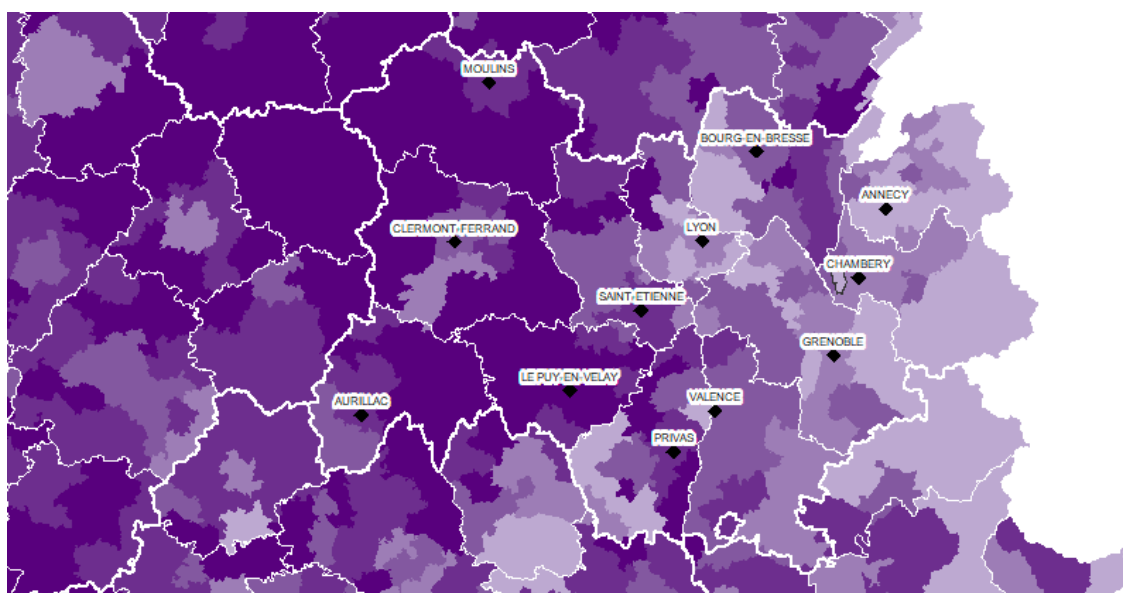 MOULINS
BOURG-EN-BRESSE
ANNECY
CLERMONT-FERRAND
LYON
CHAMBERY
SAINT-ETIENNE
GRENOBLE
LE PUY-EN-VELAY
AURILLAC
VALENCE
PRIVAS